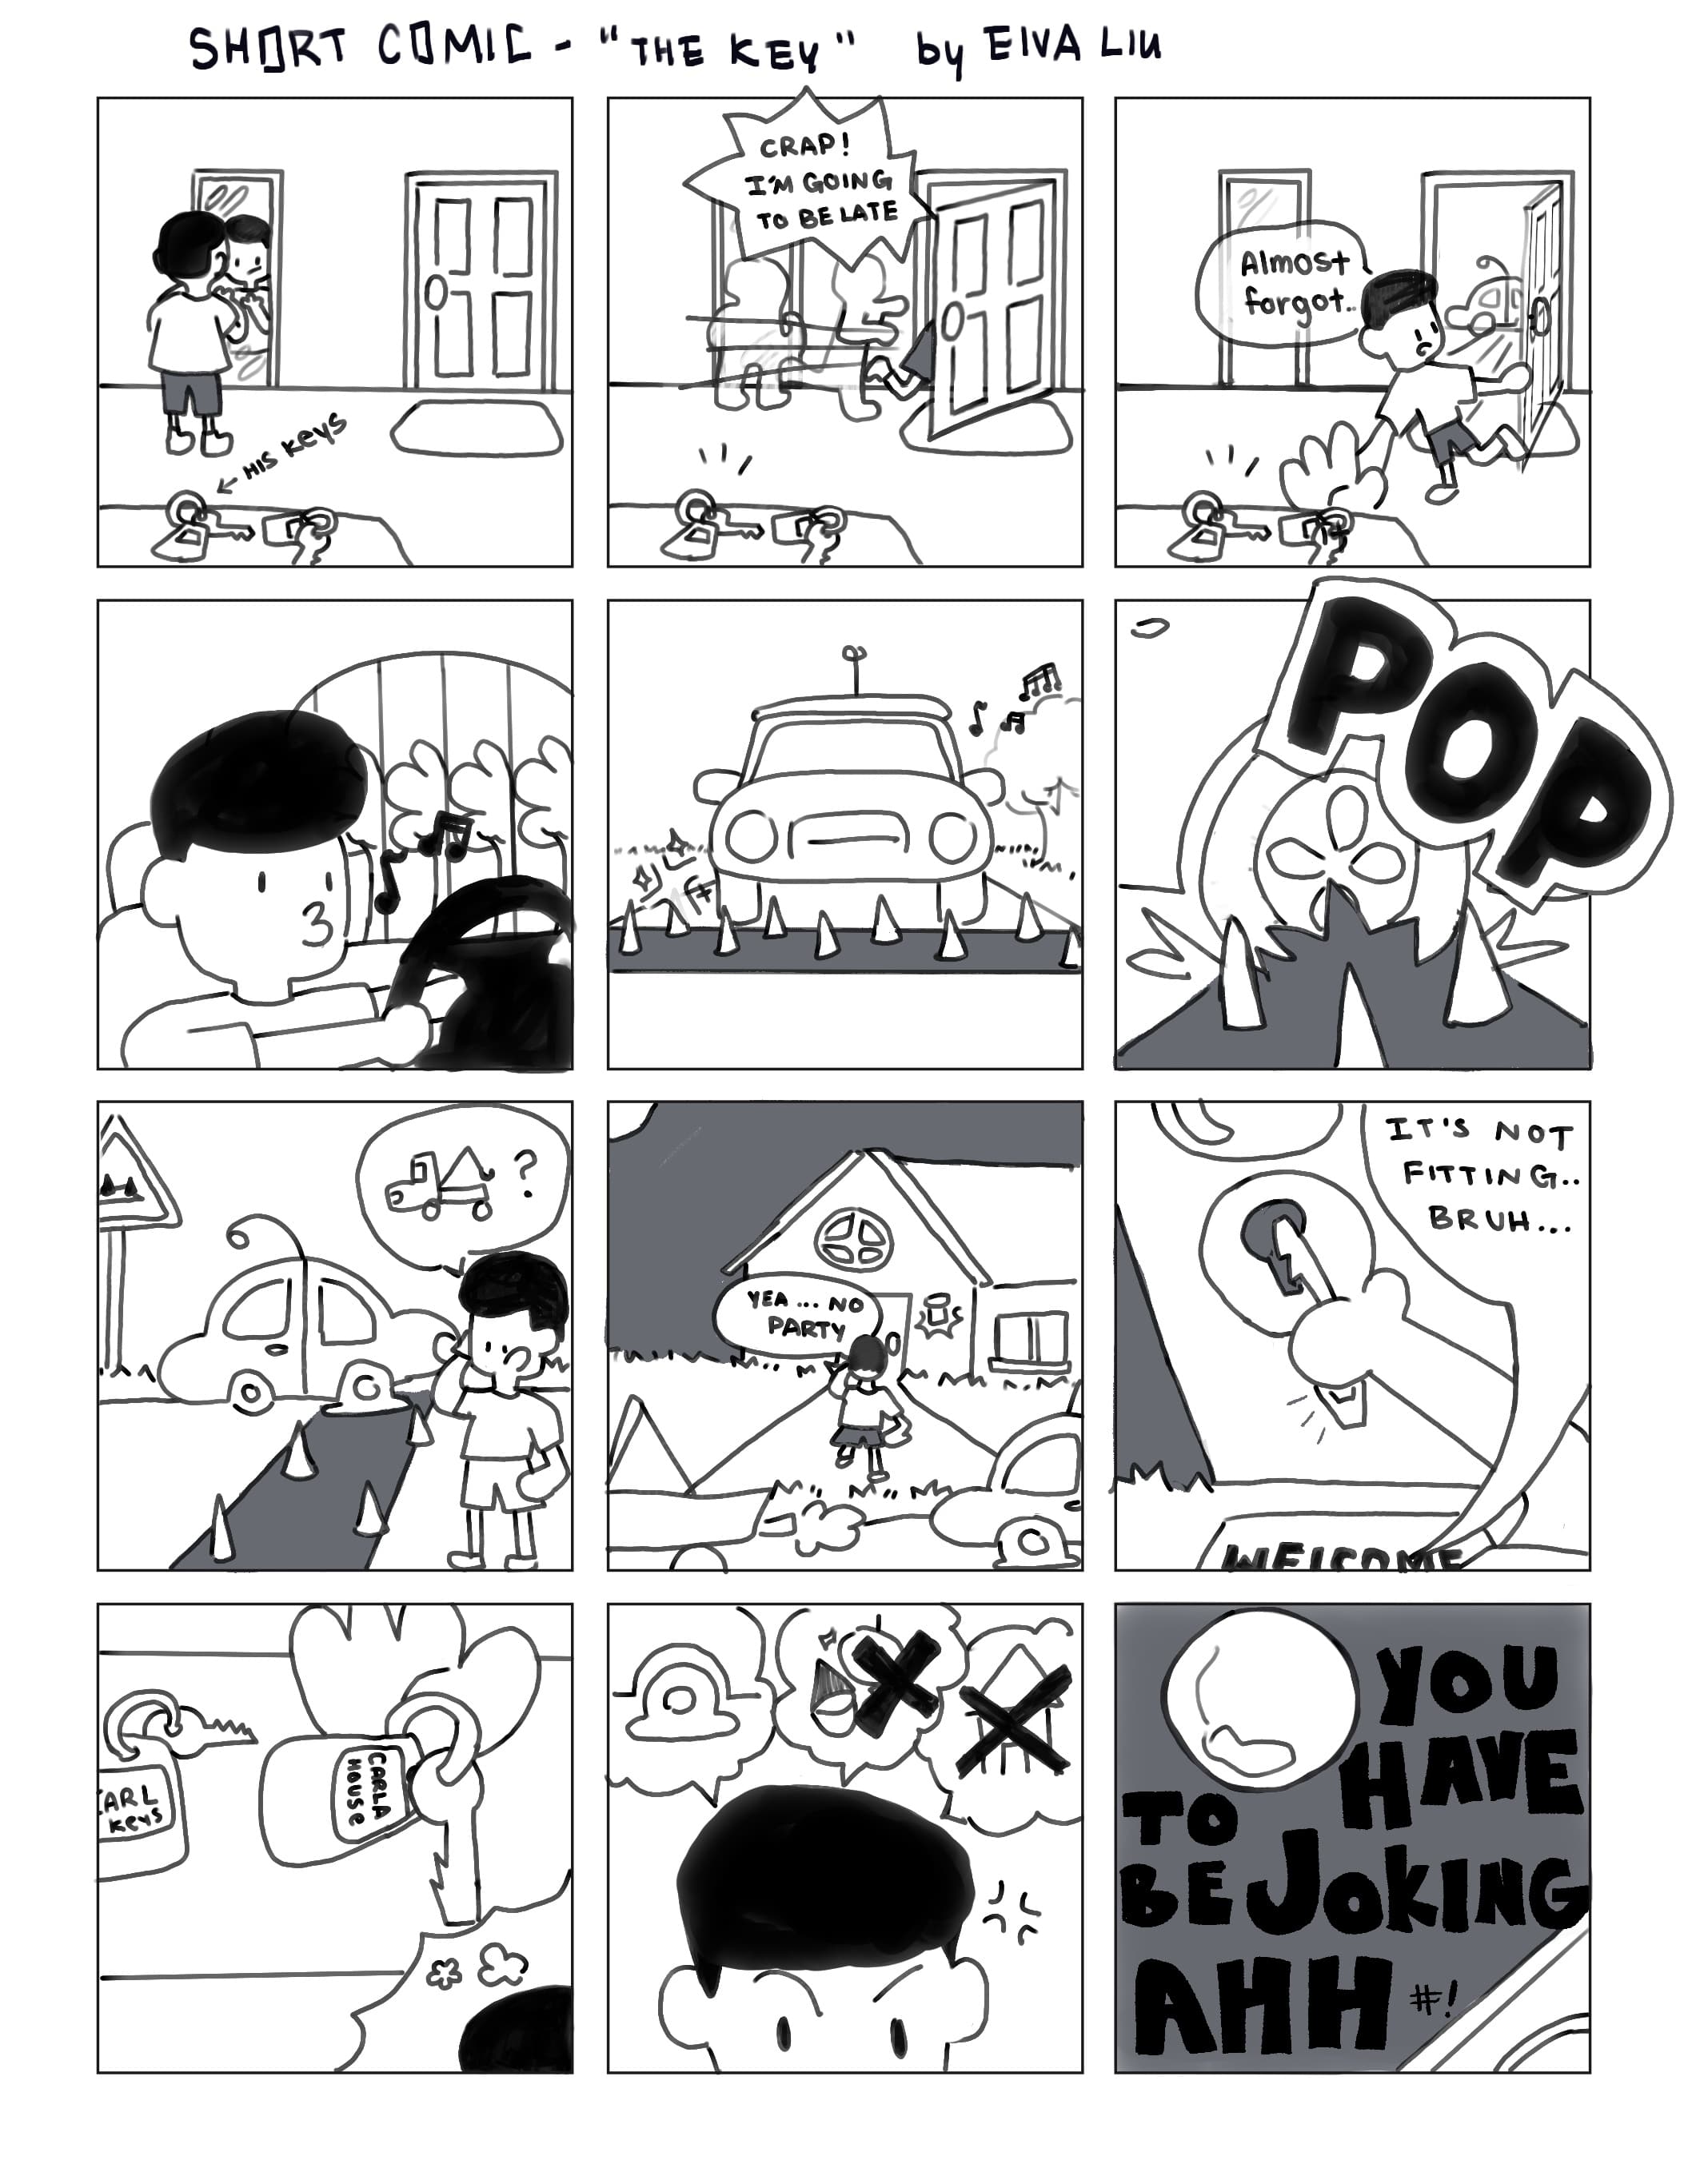 SHORT COMIC - "THE KEY" by EIVA LIU
← HIS KEYS
CRAP!
I'M GOING
TO BE LATE
Almost
forgot..
POP
?
YEA... NO
PARTY
IT'S NOT
FITTING..
BRUH...
WELCOME
ARL
Keys
CARLA
HOUSE
YOU
HAVE
TO
BE JOKING
AHH #!